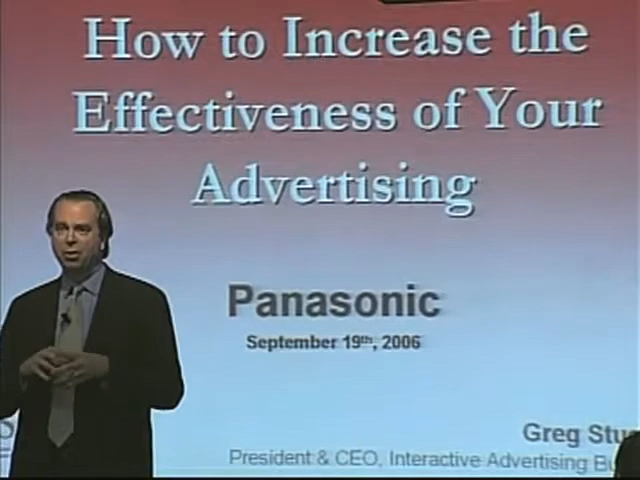 How to Increase the
Effectiveness of Your
Advertising
Panasonic
September 19th, 2006
Greg
President & CEO, Interactive Advertising